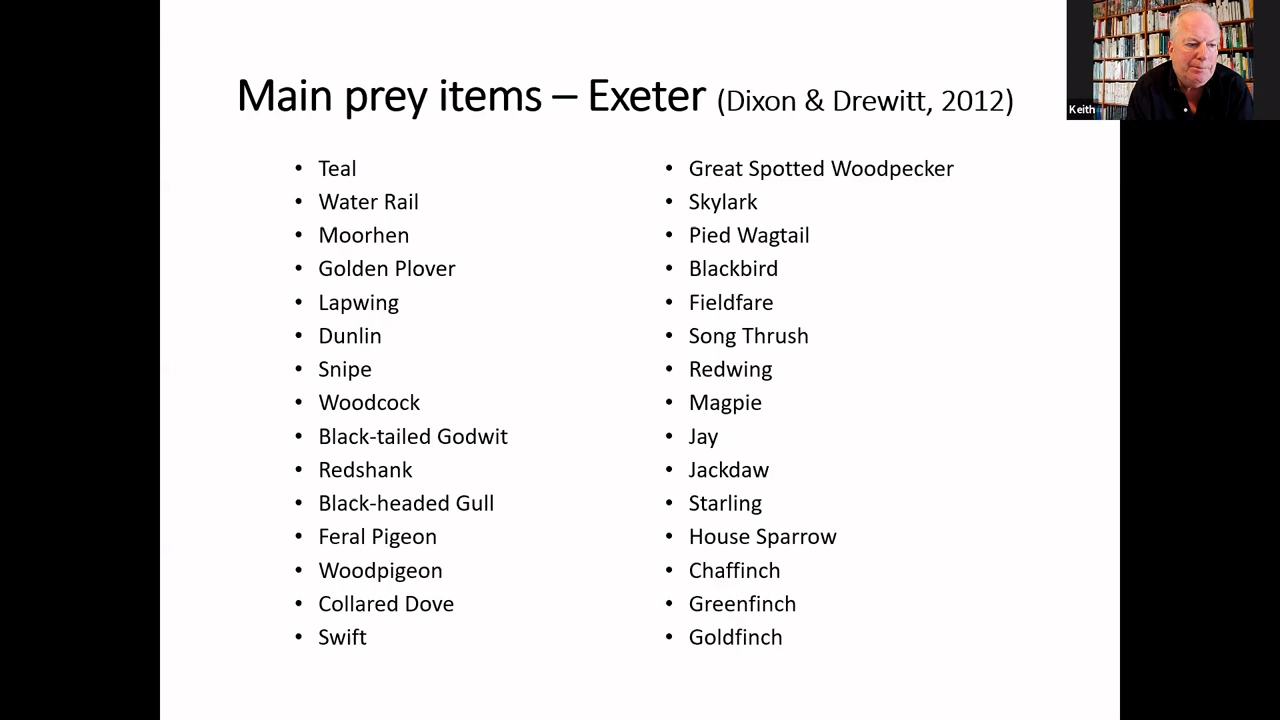 Main prey items – Exeter (Dixon & Drewitt, 2012)
Keith
• Teal
• Water Rail
• Moorhen
• Golden Plover
• Lapwing
• Dunlin
• Snipe
• Woodcock
• Black-tailed Godwit
• Redshank
• Black-headed Gull
• Feral Pigeon
• Woodpigeon
• Collared Dove
• Swift
• Great Spotted Woodpecker
• Skylark
• Pied Wagtail
• Blackbird
• Fieldfare
• Song Thrush
• Redwing
• Magpie
• Jay
• Jackdaw
• Starling
• House Sparrow
• Chaffinch
• Greenfinch
• Goldfinch